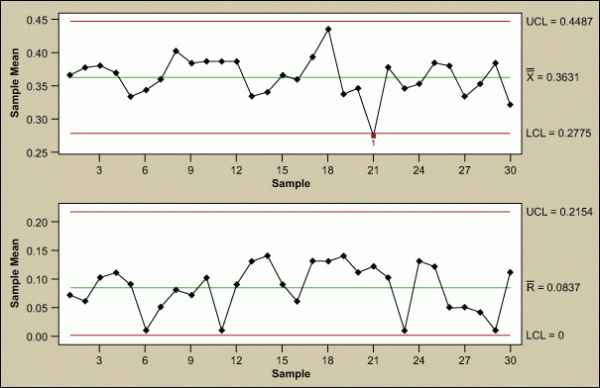 0.45
0.40
0.35
0.30
0.25
Sample Mean
UCL = 0.4487
X̿ = 0.3631
LCL = 0.2775
1
3 6 9 12 15 18 21 24 27 30
Sample
0.20
0.15
0.10
0.05
0.00
Sample Mean
UCL = 0.2154
R̿ = 0.0837
LCL = 0
3 6 9 12 15 18 21 24 27 30
Sample